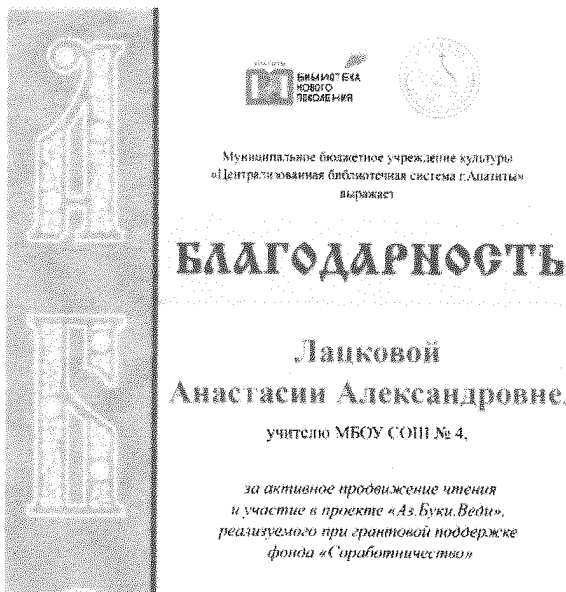 БИБЛИОТЕКА
НОВОГО
ПОКОЛЕНИЯ
Муниципальное бюджетное учреждение культуры
«Централизованная библиотечная система г.Апатиты»
выражает
БЛАГОДАРНОСТЬ
Лацковой
Анастасии Александровне,
учителю МБОУ СОШ № 4,
за активное продвижение чтения
и участие в проекте «Аз.Буки.Веди»,
реализуемого при грантовой поддержке
фонда «Соработничество»
А
Б